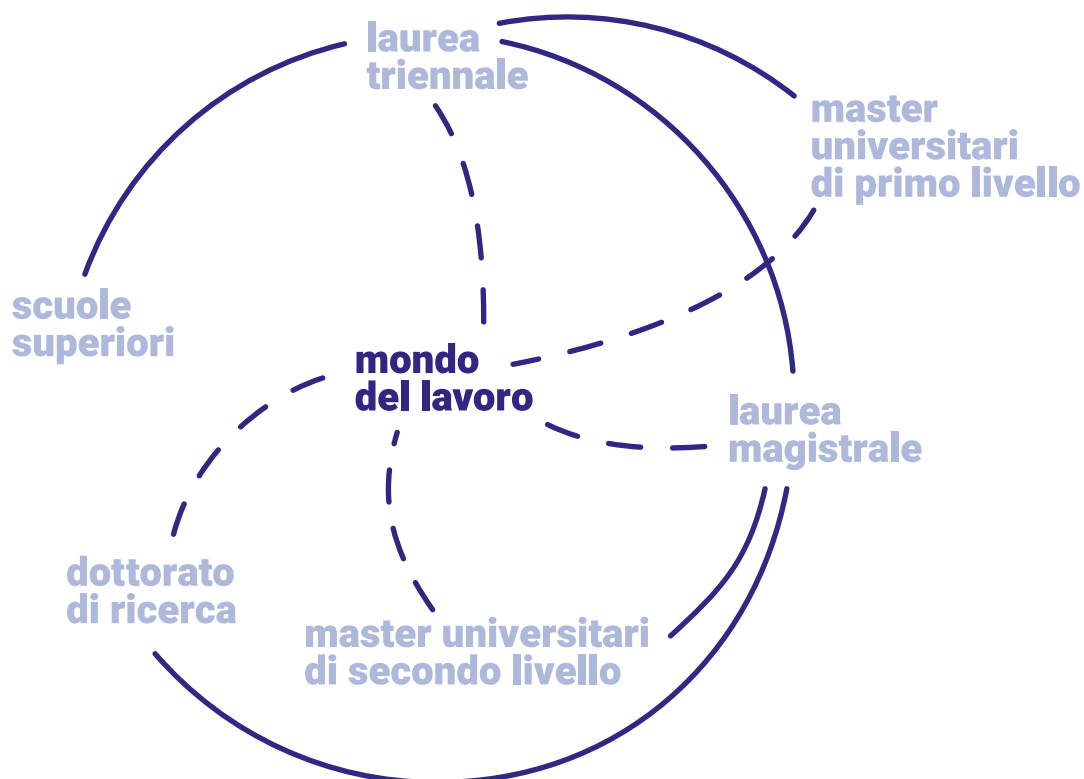 laurea
triennale
master
universitari
di primo livello
scuole
superiori
mondo
del lavoro
laurea
magistrale
dottorato
di ricerca
master universitari
di secondo livello